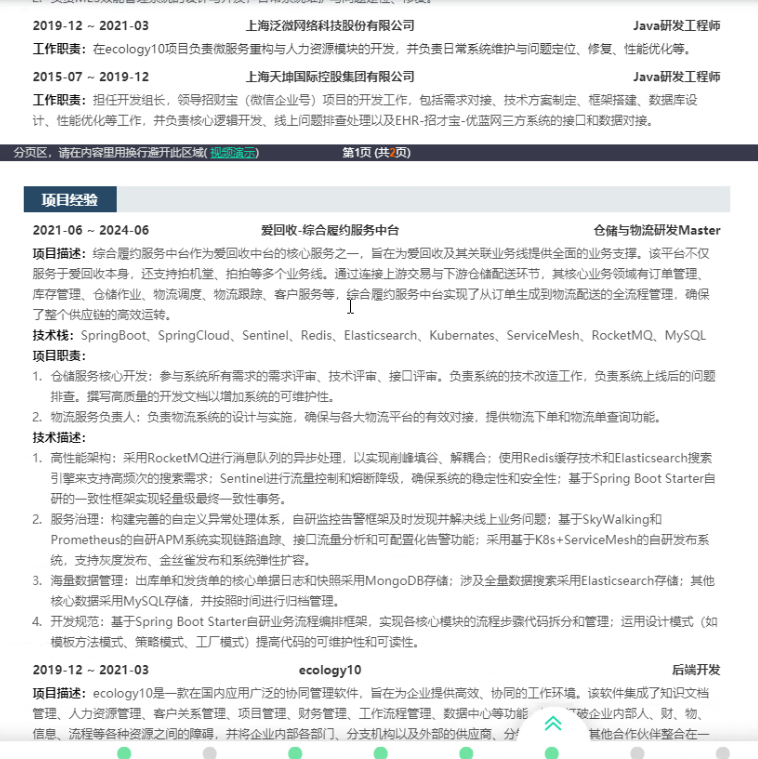 2019-12 ~ 2021-03 上海泛微网络科技股份有限公司 Java研发工程师
工作职责：在ecology10项目负责微服务重构与人力资源模块的开发，并负责日常系统维护与问题定位、修复、性能优化等。
2015-07 ~ 2019-12 上海天坤国际控股集团有限公司 Java研发工程师
工作职责：担任开发组长，领导招财宝（微信企业号）项目的开发工作，包括需求对接、技术方案制定、框架搭建、数据库设
计、性能优化等工作，并负责核心逻辑开发、线上问题排查处理以及EHR-招才宝-优蓝网三方系统的接口和数据对接。
分页区，请在内容里用换行避开此区域( 视频演示) 第1页 (共2页)
项目经验
2021-06 ~ 2024-06 爱回收-综合履约服务中台 仓储与物流研发Master
项目描述：综合履约服务中台作为爱回收中台的核心服务之一，旨在为爱回收及其关联业务线提供全面的业务支撑。该平台不仅
服务于爱回收本身，还支持拍机堂、拍拍等多个业务线。通过连接上游交易与下游仓储配送环节，其核心业务领域有订单管理、
库存管理、仓储作业、物流调度、物流跟踪、客户服务等，综合履约服务中台实现了从订单生成到物流配送的全流程管理，确保
了整个供应链的高效运转。
技术栈：SpringBoot、SpringCloud、Sentinel、Redis、Elasticsearch、Kubernates、ServiceMesh、RocketMQ、MySQL
项目职责：
1. 仓储服务核心开发：参与系统所有需求的需求评审、技术评审、接口评审。负责系统的技术改造工作，负责系统上线后的问题
排查。撰写高质量的开发文档以增加系统的可维护性。
2. 物流服务负责人：负责物流系统的设计与实施，确保与各大物流平台的有效对接，提供物流下单和物流单查询功能。
技术描述：
1. 高性能架构：采用RocketMQ进行消息队列的异步处理，以实现削峰填谷、解耦合；使用Redis缓存技术和Elasticsearch搜索
引擎来支持高频次的搜索需求；Sentinel进行流量控制和熔断降级，确保系统的稳定性和安全性；基于Spring Boot Starter自
研的一致性框架实现轻量级最终一致性事务。
2. 服务治理：构建完善的自定义异常处理体系，自研监控告警框架及时发现并解决线上业务问题；基于SkyWalking和
Prometheus的自研APM系统实现链路追踪、接口流量分析和可配置化告警功能；采用基于K8s+ServiceMesh的自研发布系
统，支持灰度发布、金丝雀发布和系统弹性扩容。
3. 海量数据管理：出库单和发货单的核心单据日志和快照采用MongoDB存储；涉及全量数据搜索采用Elasticsearch存储；其他
核心数据采用MySQL存储，并按照时间进行归档管理。
4. 开发规范：基于Spring Boot Starter自研业务流程编排框架，实现各核心模块的流程步骤代码拆分和管理；运用设计模式（如
模板方法模式、策略模式、工厂模式）提高代码的可维护性和可读性。
2019-12 ~ 2021-03 ecology10 后端开发
项目描述：ecology10是一款在国内应用广泛的协同管理软件，旨在为企业提供高效、协同的工作环境。该软件集成了知识文档
管理、人力资源管理、客户关系管理、项目管理、财务管理、工作流程管理、数据中心等功能 破企业内部人、财、物、
信息、流程等各种资源之间的障碍，并将企业内部各部门、分支机构以及外部的供应商、分 其他合作伙伴整合在一